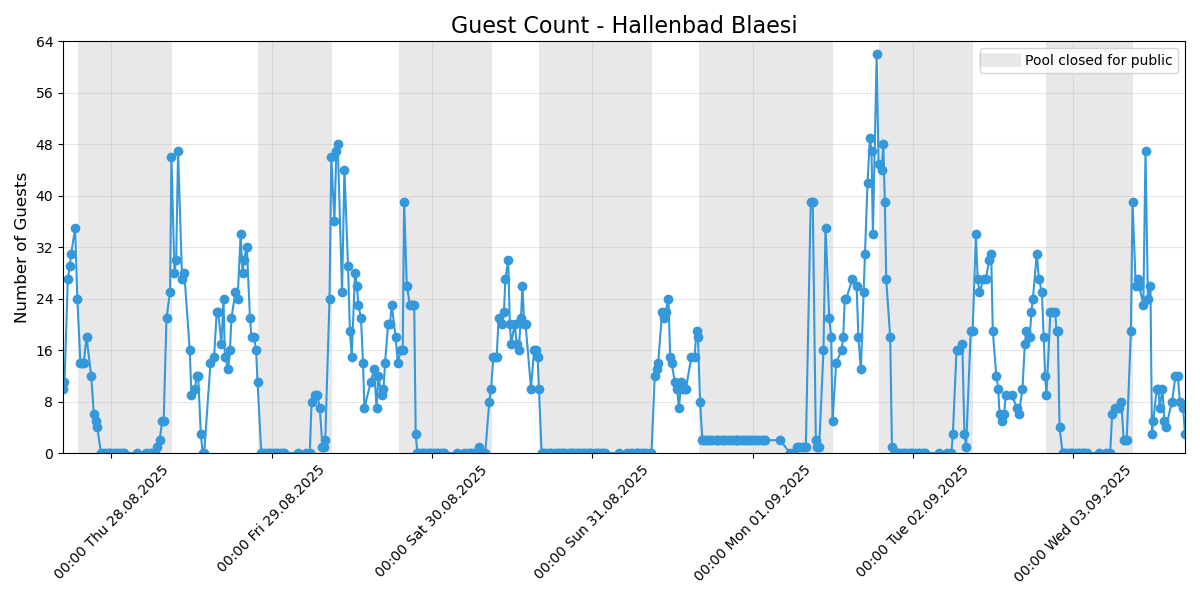 Guest Count - Hallenbad Blaesi
Pool closed for public
Number of Guests
64
56
48
40
32
24
16
8
0
00:00 Thu 28.08.2025
00:00 Fri 29.08.2025
00:00 Sat 30.08.2025
00:00 Sun 31.08.2025
00:00 Mon 01.09.2025
00:00 Tue 02.09.2025
00:00 Wed 03.09.2025